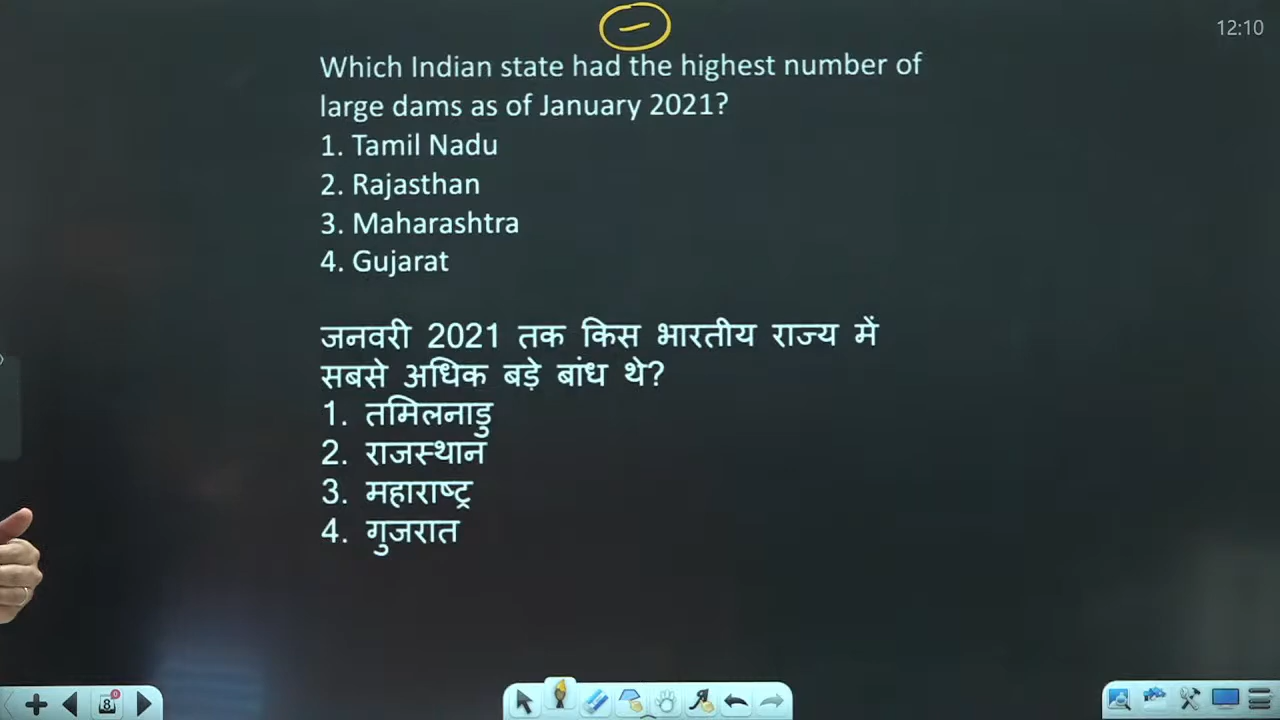 12:10
Which Indian state had the highest number of
large dams as of January 2021?
1. Tamil Nadu
2. Rajasthan
3. Maharashtra
4. Gujarat
जनवरी 2021 तक किस भारतीय राज्य में
सबसे अधिक बड़े बांध थे?
1. तमिलनाडु
2. राजस्थान
3. महाराष्ट्र
4. गुजरात
8
0